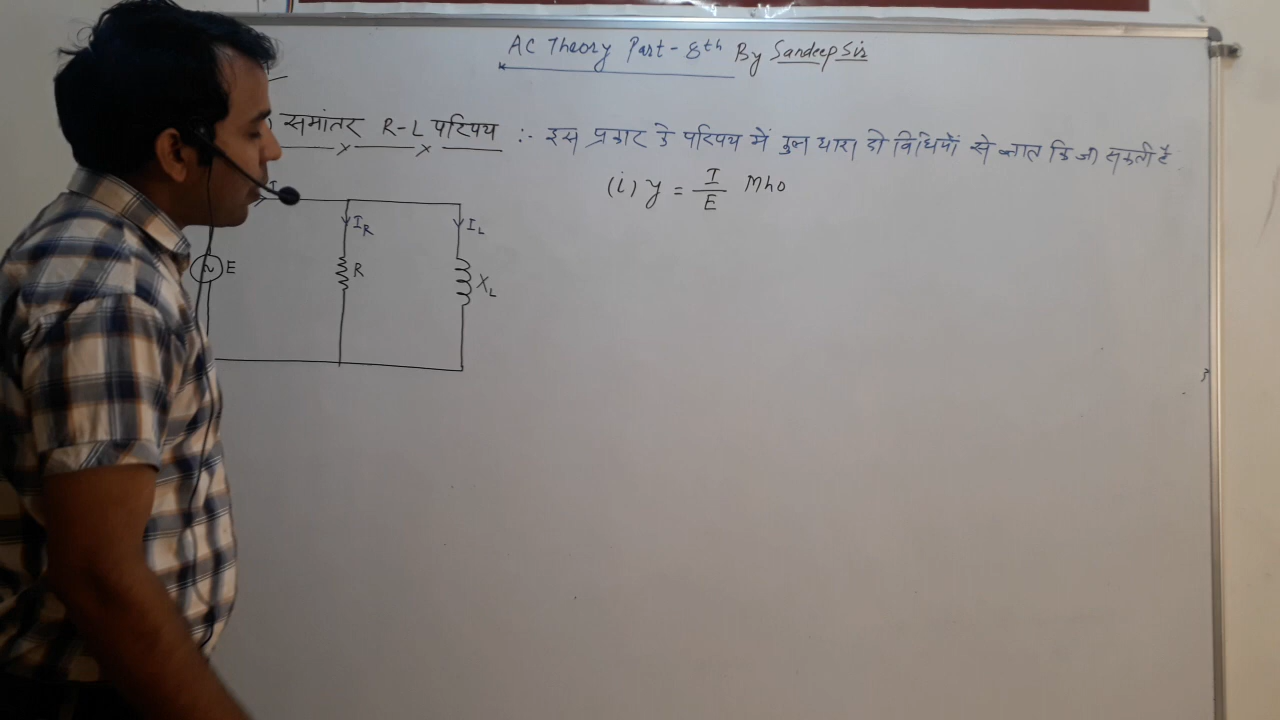 AC Theory Part-8th By Sandeep Sir
समांतर R-L परिपथ :- इस प्रकार के परिपथ में कुल धारा दो विधियों से ज्ञात कि जा सकती है
(i) y = I/E Mho
I
I_R
I_L
E
R
X_L